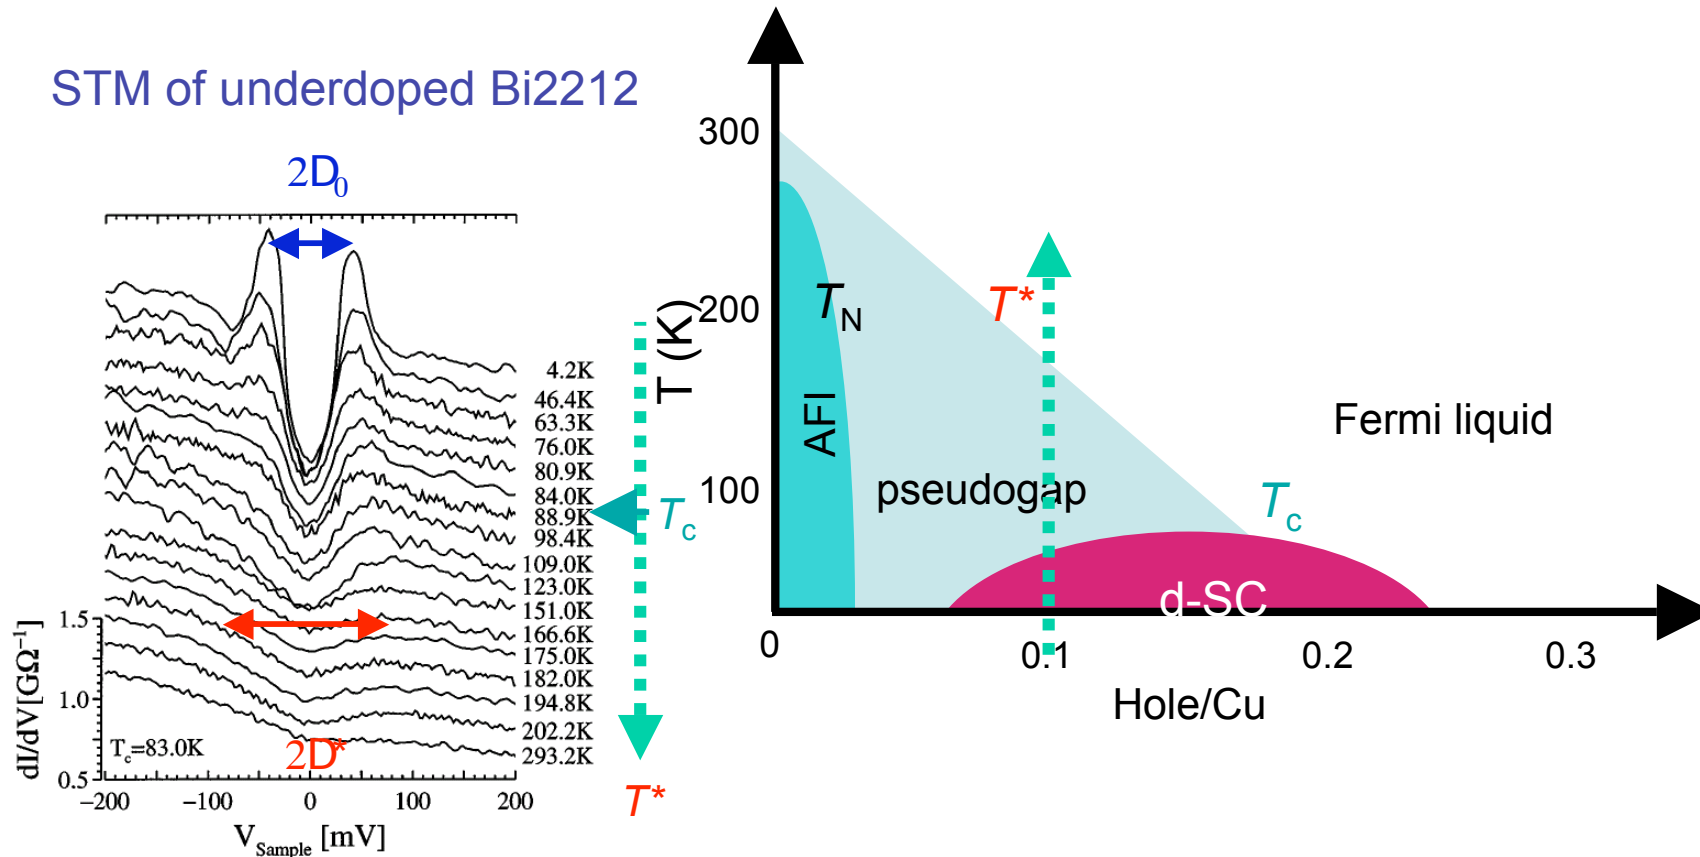 STM of underdoped Bi2212
2D0
4.2K
46.4K
63.3K
76.0K
80.9K
84.0K
88.9K
98.4K
109.0K
123.0K
151.0K
166.6K
175.0K
182.0K
194.8K
202.2K
293.2K
Tc
1.5
1.0
0.5
dI/dV[GΩ⁻¹]
Tc=83.0K
2D*
−200
−100
0
100
200
VSample [mV]
T*
T (K)
300
200
100
TN
T*
AFI
pseudogap
Fermi liquid
Tc
d-SC
0
0.1
0.2
0.3
Hole/Cu